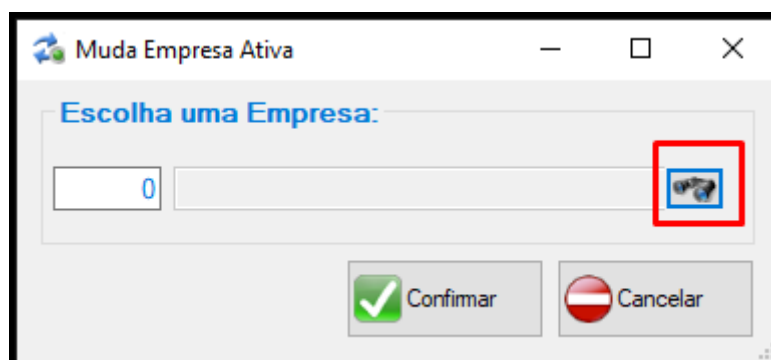 Muda Empresa Ativa
Escolha uma Empresa:
0
Confirmar
Cancelar